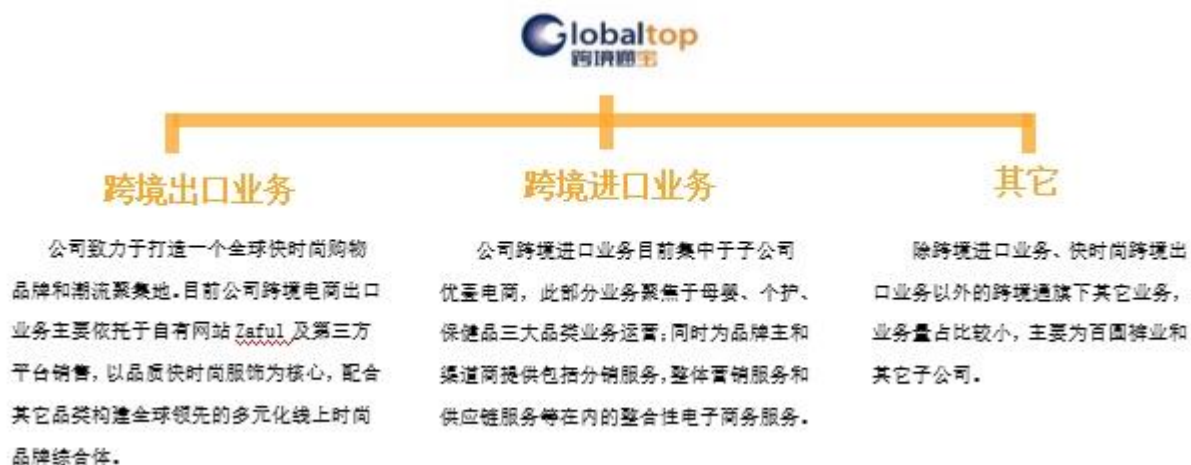 Globaltop
跨境通宝
跨境出口业务
公司致力于打造一个全球快时尚购物
品牌和潮流聚集地。目前公司跨境电商出口
业务主要依托于自有网站 Zaful 及第三方
平台销售，以品质快时尚服饰为核心，配合
其它品类构建全球领先的多元化线上时尚
品牌综合体。
跨境进口业务
公司跨境进口业务目前集中于子公司
优壹电商，此部分业务聚焦于母婴、个护、
保健品三大品类业务运营；同时为品牌主和
渠道商提供包括分销服务，整体营销服务和
供应链服务等在内的整合性电子商务服务。
其它
除跨境进口业务、快时尚跨境出
口业务以外的跨境通旗下其它业务，
业务量占比较小，主要为百圆裤业和
其它子公司。